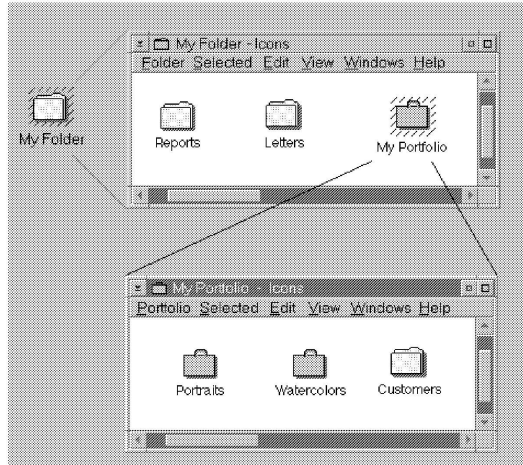 My Folder - Icons
Folder Selected Edit View Windows Help
My Folder
Reports Letters My Portfolio
My Portfolio - Icons
Portfolio Selected Edit View Windows Help
Portraits Watercolors Customers